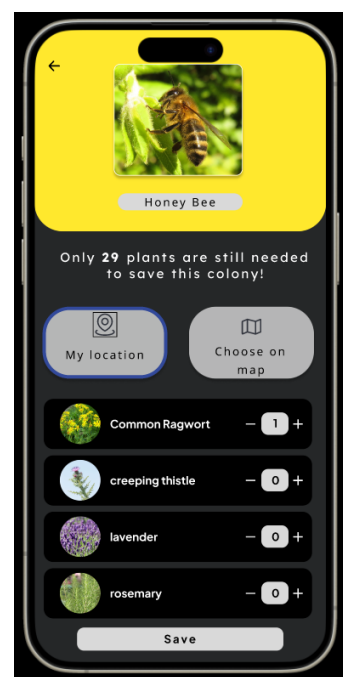 Honey Bee
Only 29 plants are still needed
to save this colony!
My location
Choose on
map
Common Ragwort − 1 +
creeping thistle − 0 +
lavender − 0 +
rosemary − 0 +
Save